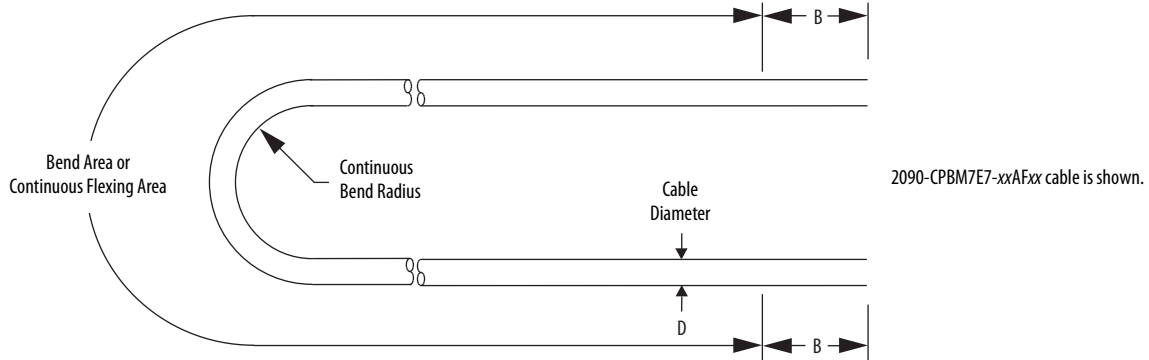 B
Bend Area or
Continuous Flexing Area
Continuous
Bend Radius
Cable
Diameter
2090-CPBM7E7-xxAFxx cable is shown.
D
B